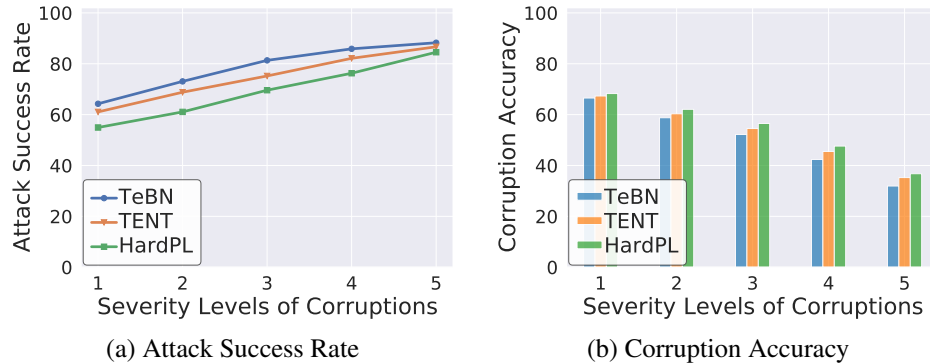 100
80
60
40
20
0
Attack Success Rate
TeBN
TENT
HardPL
1 2 3 4 5
Severity Levels of Corruptions
(a) Attack Success Rate
100
80
60
40
20
0
Corruption Accuracy
TeBN
TENT
HardPL
1 2 3 4 5
Severity Levels of Corruptions
(b) Corruption Accuracy